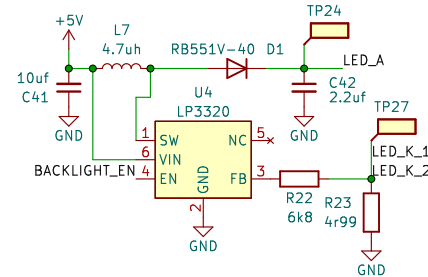 TP24
+5V
L7
4.7uh
RB551V-40 D1
LED_A
10uf
C41
U4
LP3320
C42
2.2uf
TP27
GND
GND
1 SW
NC 5
6 VIN
LED_K_1
BACKLIGHT_EN 4 EN
GND
FB 3
LED_K_2
2
R22
6k8
R23
4r99
GND
GND